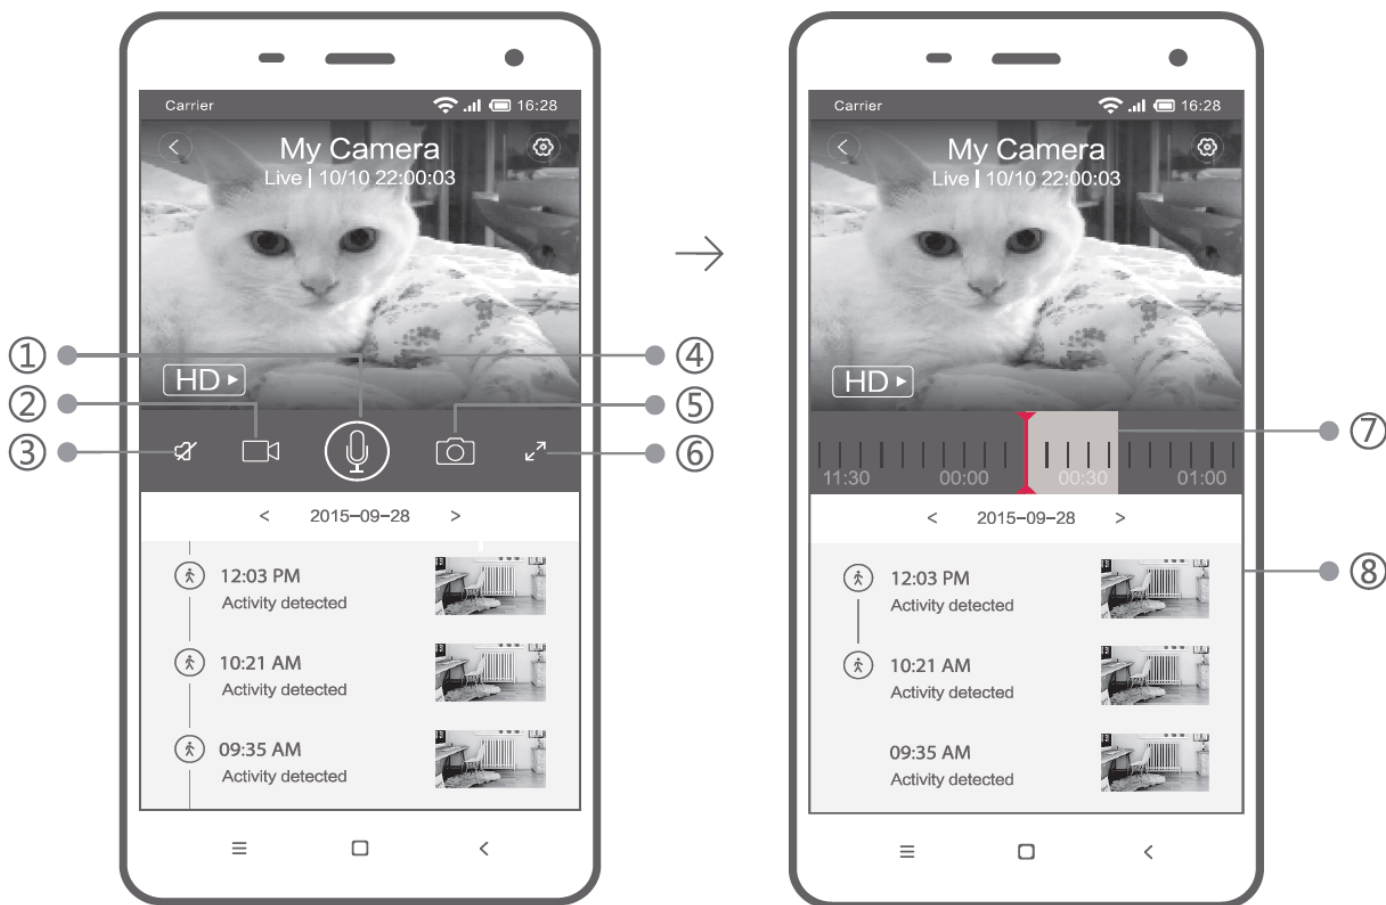 Carrier 16:28
My Camera
Live | 10/10 22:00:03
HD
①
②
③
④
⑤
⑥
< 2015-09-28 >
12:03 PM
Activity detected
10:21 AM
Activity detected
09:35 AM
Activity detected
Carrier 16:28
My Camera
Live | 10/10 22:00:03
HD
⑦
11:30 00:00 00:30 01:00
< 2015-09-28 >
⑧
12:03 PM
Activity detected
10:21 AM
Activity detected
09:35 AM
Activity detected